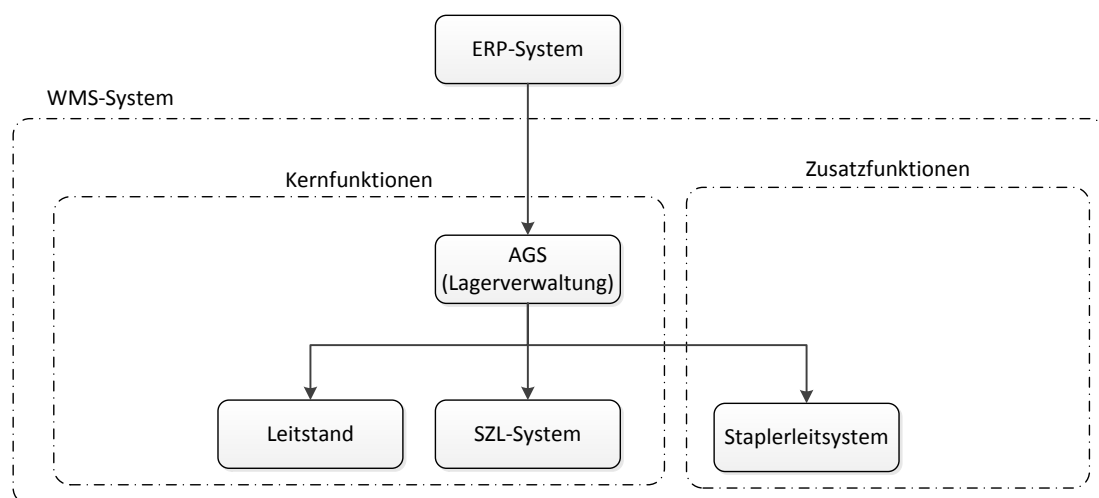 ERP-System
WMS-System
Kernfunktionen
Zusatzfunktionen
AGS
(Lagerverwaltung)
Leitstand
SZL-System
Staplerleitsystem